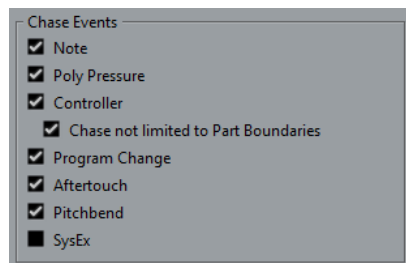 Chase Events
Note
Poly Pressure
Controller
Chase not limited to Part Boundaries
Program Change
Aftertouch
Pitchbend
SysEx